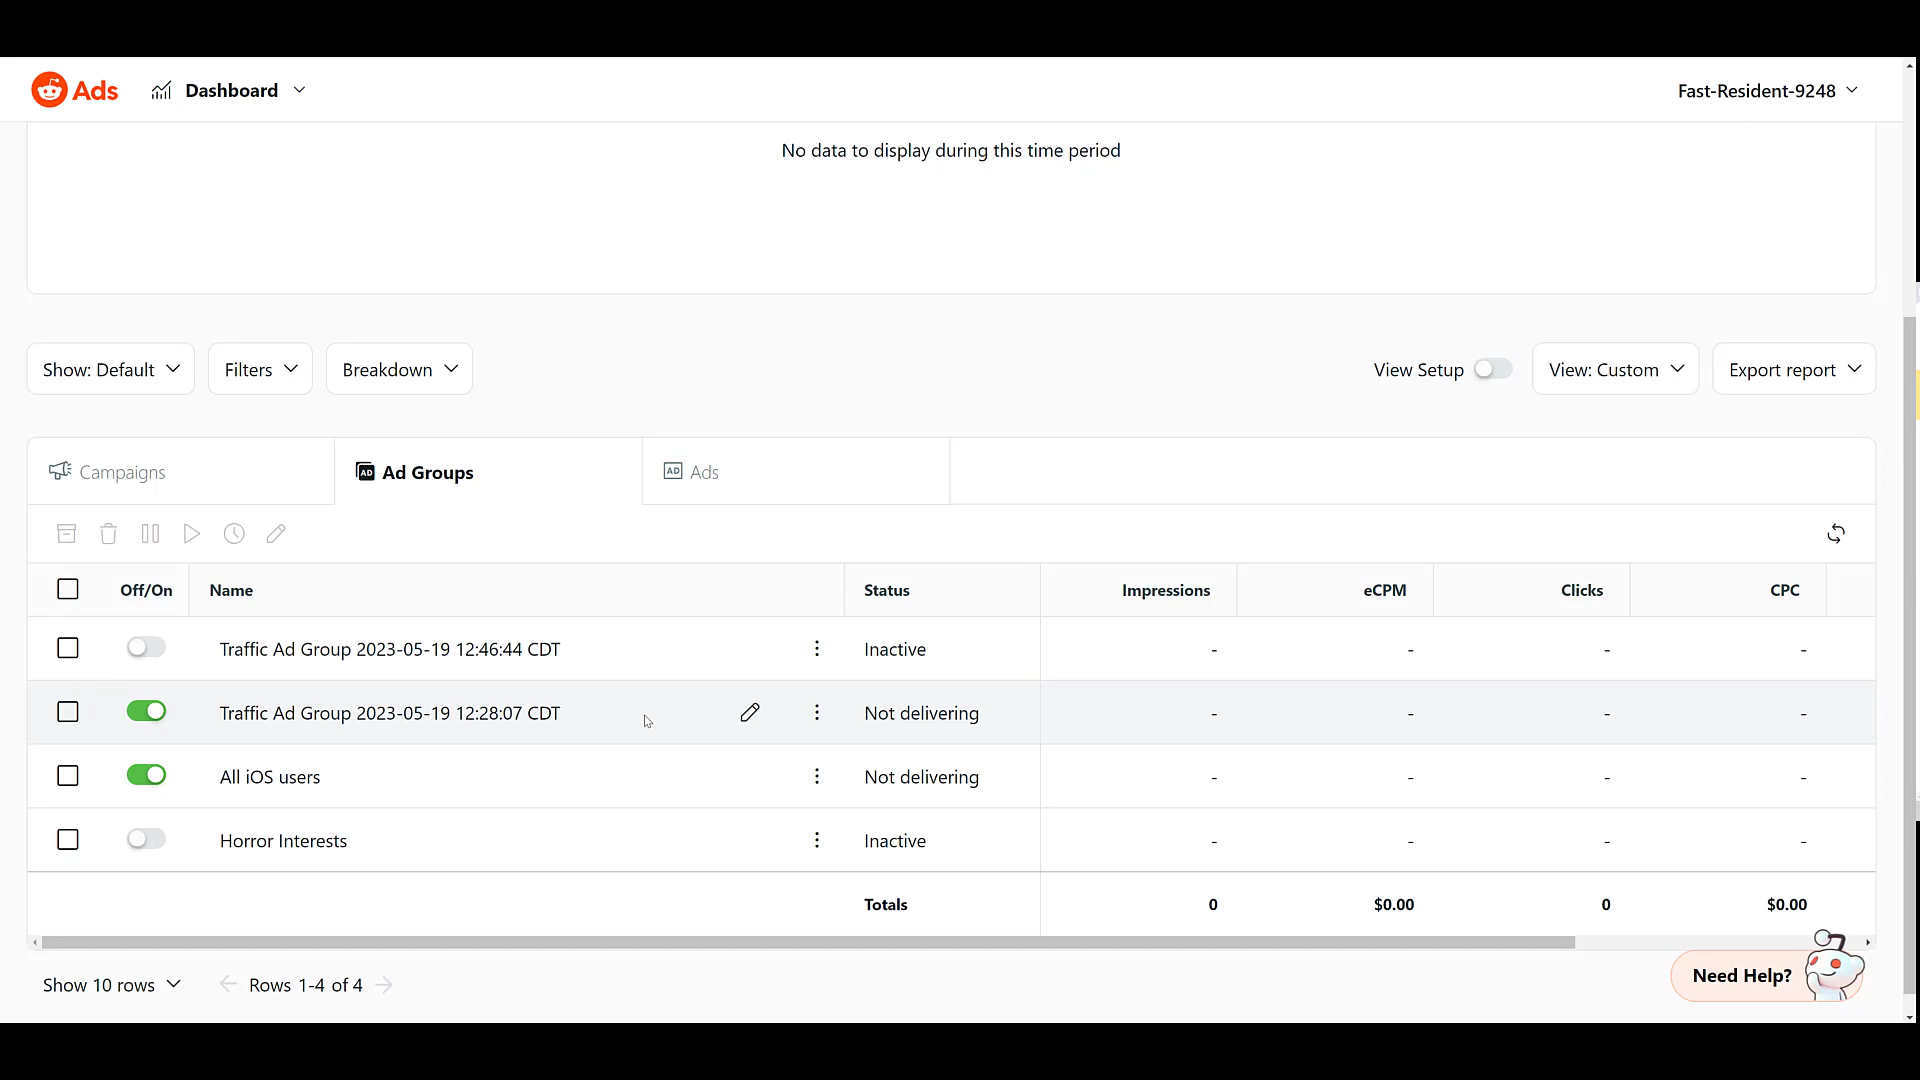 Ads Dashboard Fast-Resident-9248
No data to display during this time period
Show: Default Filters Breakdown View Setup View: Custom Export report
Campaigns AD Ad Groups AD Ads
Off/On Name Status Impressions eCPM Clicks CPC
Traffic Ad Group 2023-05-19 12:46:44 CDT Inactive - - - -
Traffic Ad Group 2023-05-19 12:28:07 CDT Not delivering - - - -
All iOS users Not delivering - - - -
Horror Interests Inactive - - - -
Totals 0 $0.00 0 $0.00
Show 10 rows Rows 1-4 of 4 Need Help?